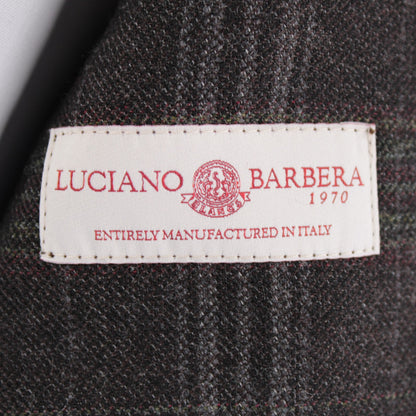 LUCIANO BARBERA
1970
ENTIRELY MANUFACTURED IN ITALY